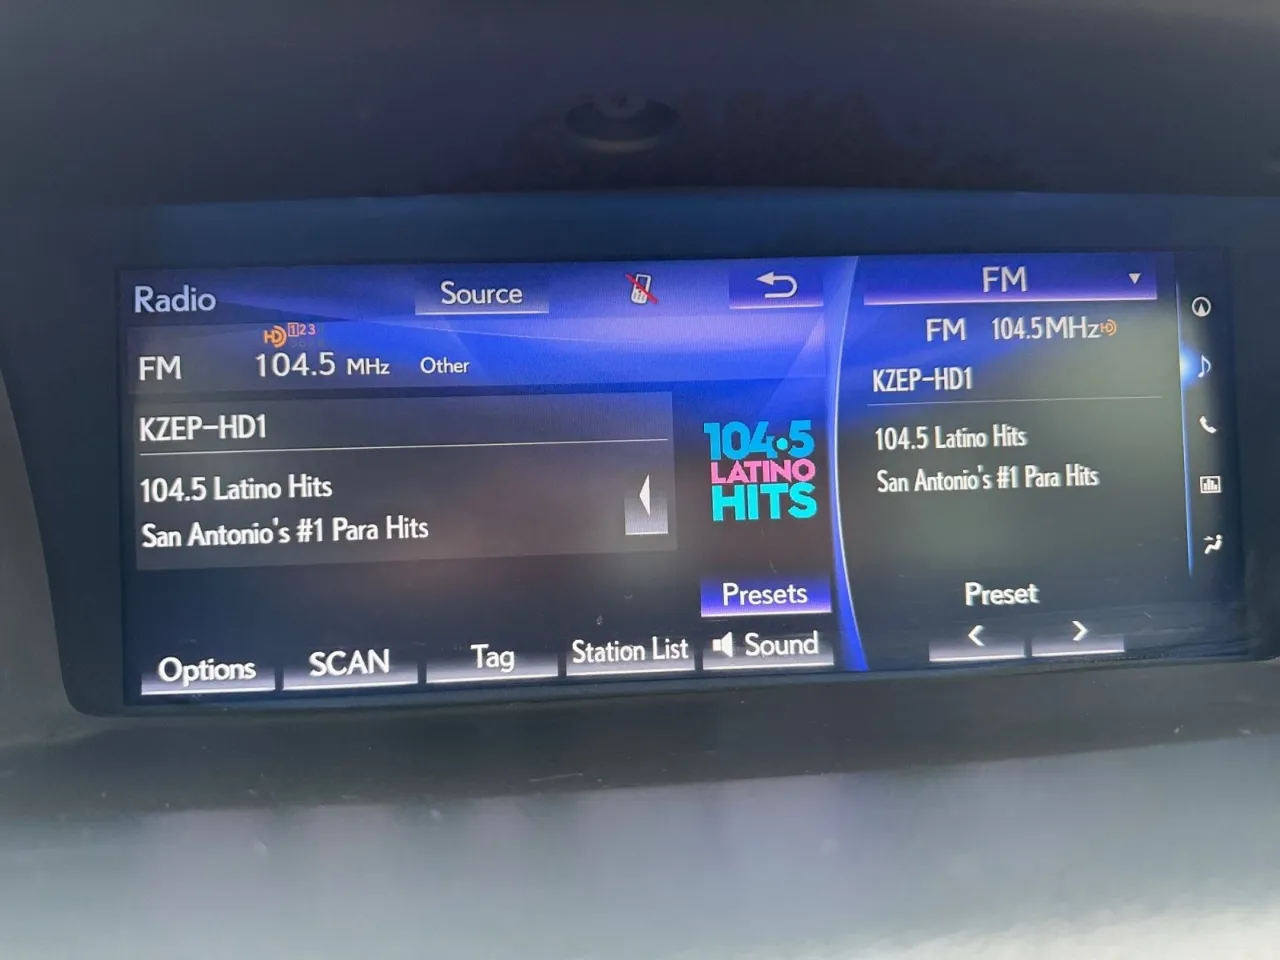 Radio
Source
HD 1 2 3
FM 104.5 MHz Other
KZEP-HD1
104.5 Latino Hits
San Antonio's #1 Para Hits
104.5
LATINO
HITS
Presets
Options
SCAN
Tag
Station List
Sound
FM
FM 104.5MHz HD
KZEP-HD1
104.5 Latino Hits
San Antonio's #1 Para Hits
Preset